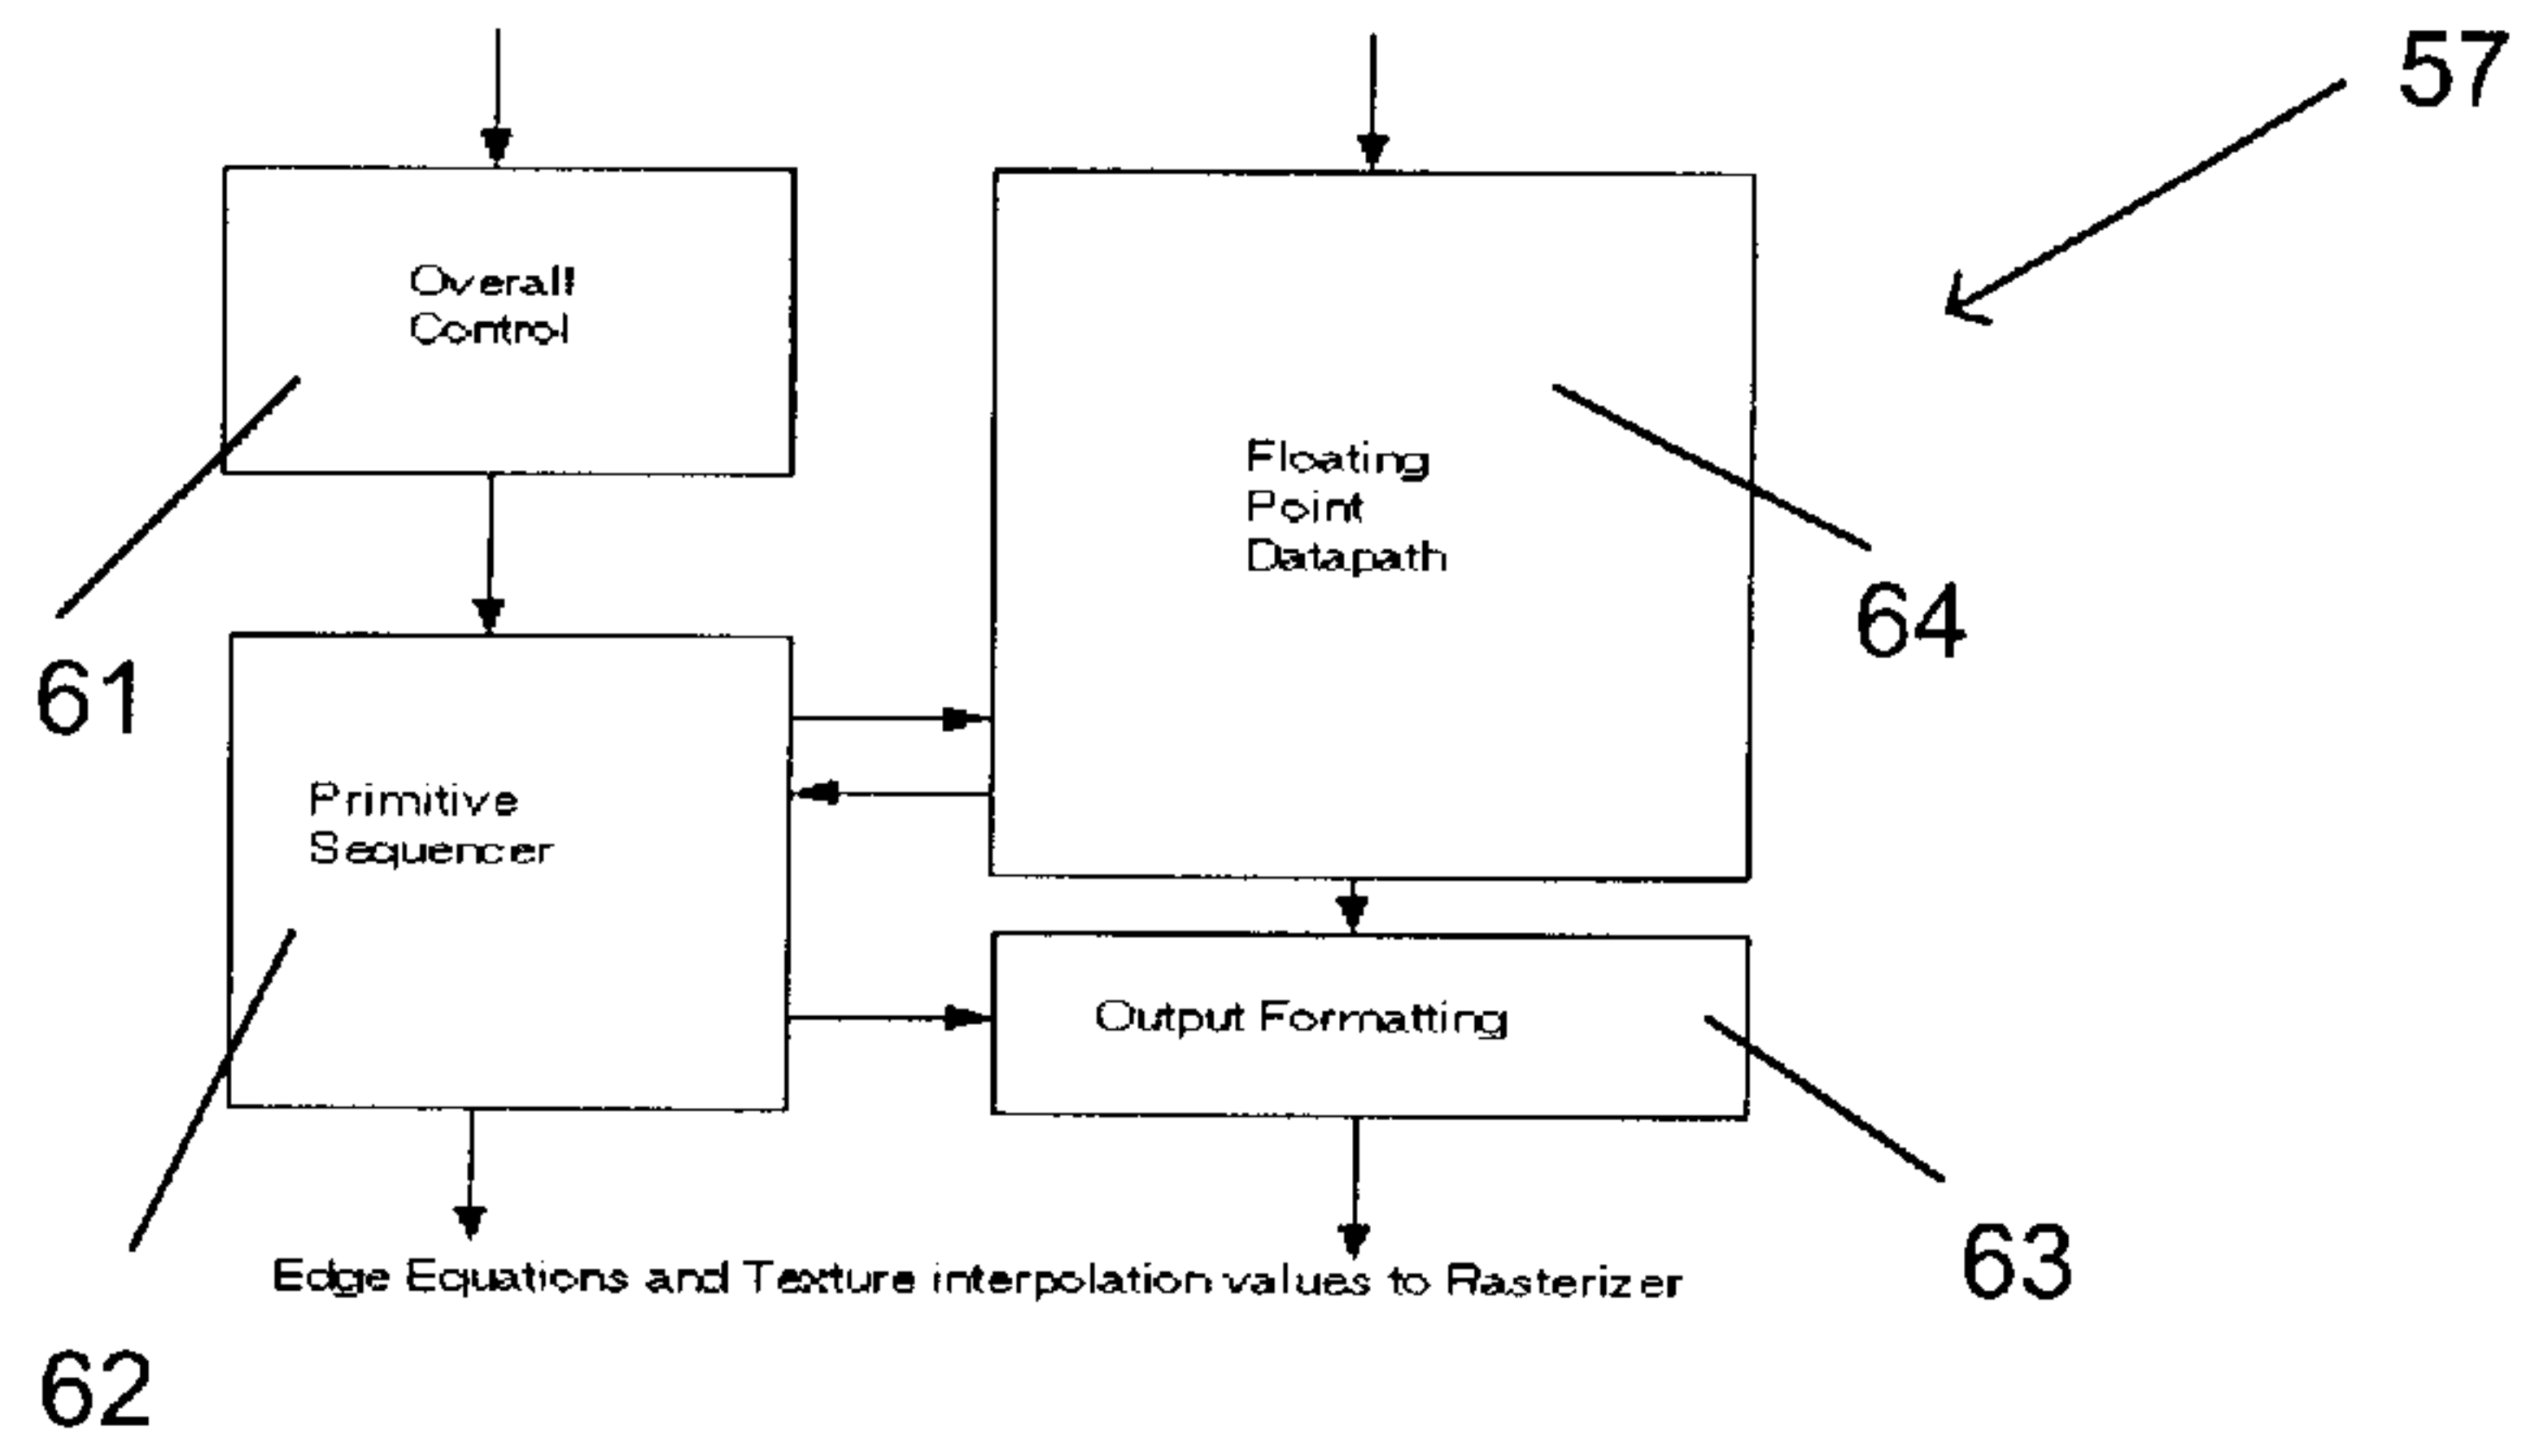 57
Overall
Control
Floating
Point
Datapath
64
61
Primitive
Sequencer
Output Formatting
63
Edge Equations and Texture interpolation values to Rasterizer
62